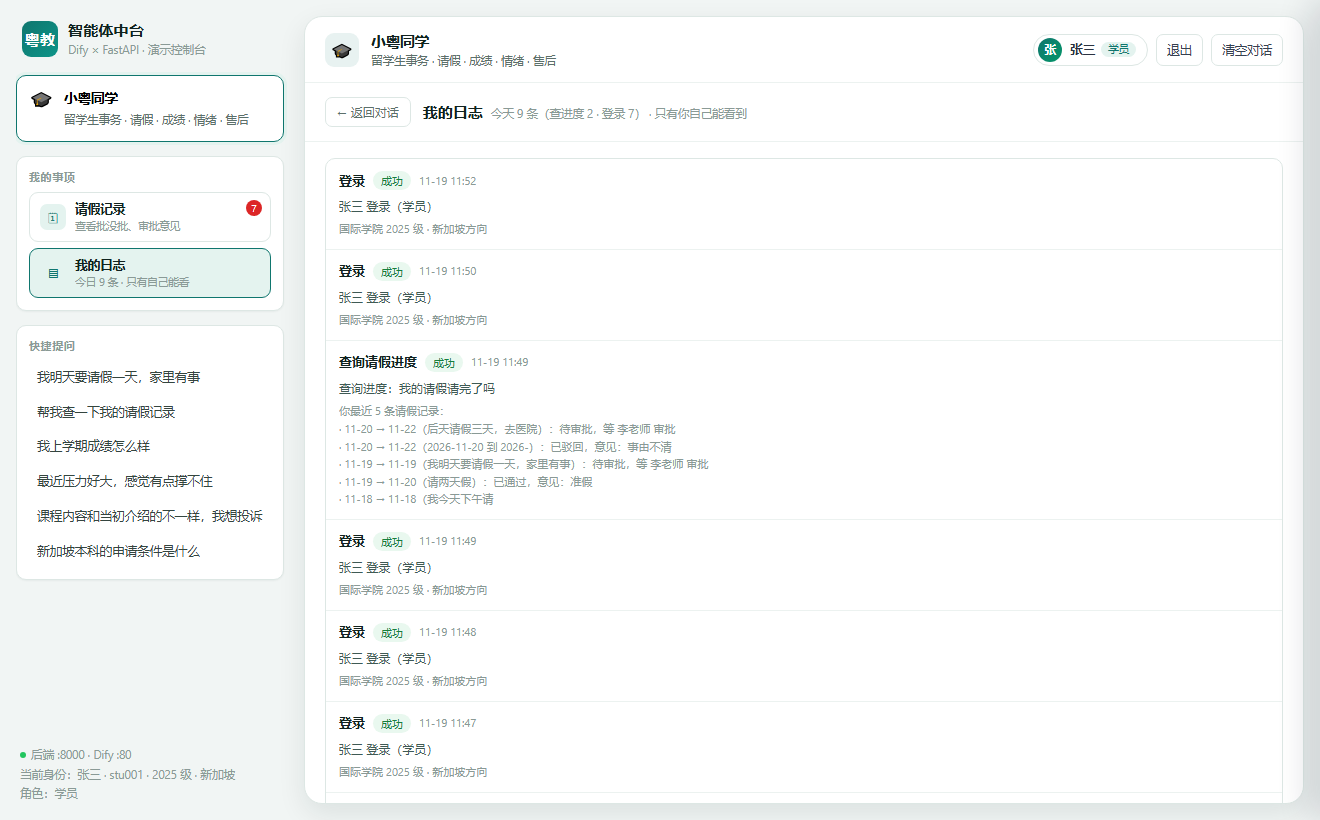 粤教
智能体中台
Dify × FastAPI · 演示控制台
小粤同学
留学生事务 · 请假 · 成绩 · 情绪 · 售后
我的事项
请假记录
查看批没批、审批意见
7
我的日志
今日 9 条 · 只有自己能看
快捷提问
我明天要请假一天，家里有事
帮我查一下我的请假记录
我上学期成绩怎么样
最近压力好大，感觉有点撑不住
课程内容和当初介绍的不一样，我想投诉
新加坡本科的申请条件是什么
后端 :8000 · Dify :80
当前身份：张三 · stu001 · 2025 级 · 新加坡
角色：学员
小粤同学
留学生事务 · 请假 · 成绩 · 情绪 · 售后
张 张三 学员
退出
清空对话
← 返回对话
我的日志 今天 9 条（查进度 2 · 登录 7） · 只有你自己能看到
登录 成功 11-19 11:52
张三 登录（学员）
国际学院 2025 级 · 新加坡方向
登录 成功 11-19 11:50
张三 登录（学员）
国际学院 2025 级 · 新加坡方向
查询请假进度 成功 11-19 11:49
查询进度：我的请假请完了吗
你最近 5 条请假记录：
· 11-20 → 11-22（后天请假三天，去医院）：待审批，等 李老师 审批
· 11-20 → 11-22（2026-11-20 到 2026-）：已驳回，意见：事由不清
· 11-19 → 11-19（我明天要请假一天，家里有事）：待审批，等 李老师 审批
· 11-19 → 11-20（请两天假）：已通过，意见：准假
· 11-18 → 11-18（我今天下午请
登录 成功 11-19 11:49
张三 登录（学员）
国际学院 2025 级 · 新加坡方向
登录 成功 11-19 11:48
张三 登录（学员）
国际学院 2025 级 · 新加坡方向
登录 成功 11-19 11:47
张三 登录（学员）
国际学院 2025 级 · 新加坡方向